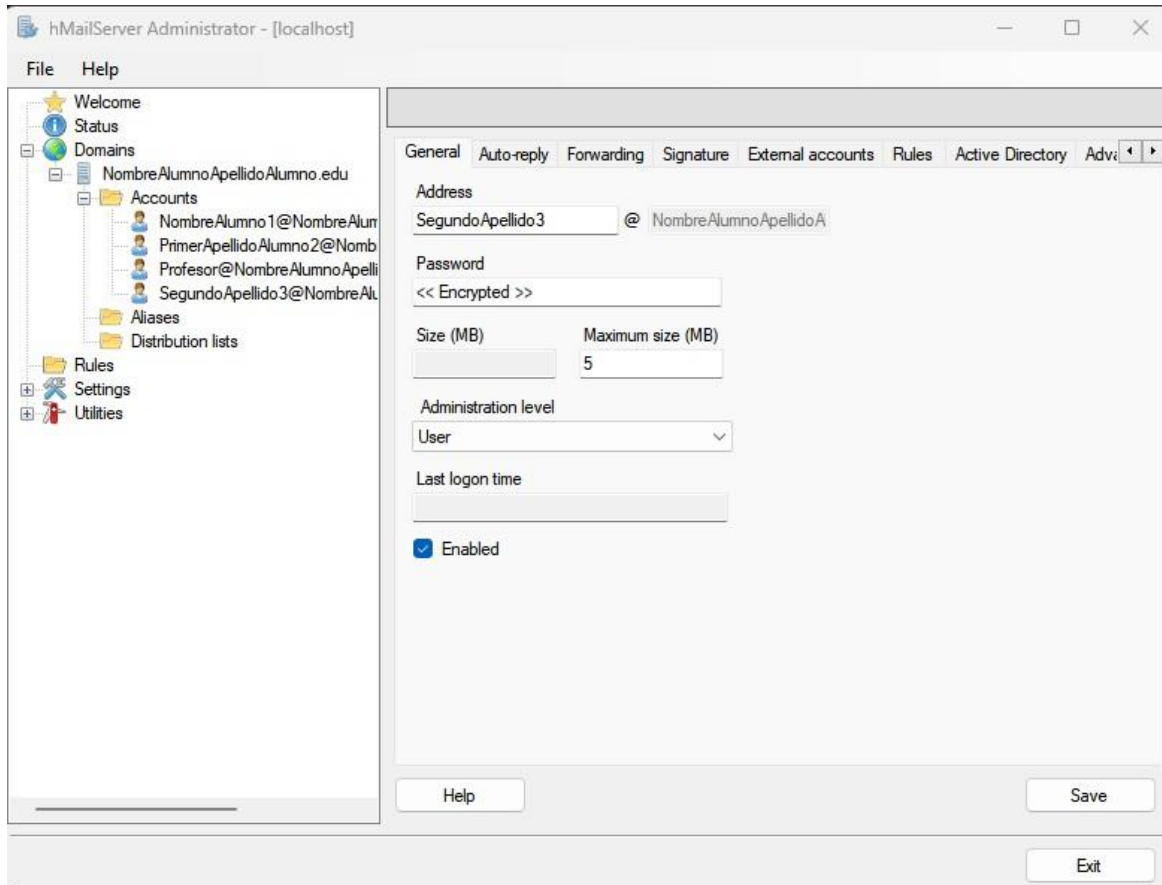 hMailServer Administrator - [localhost]
File Help
Welcome
Status
Domains
NombreAlumnoApellidoAlumno.edu
Accounts
NombreAlumno1@NombreAlum
PrimerApellidoAlumno2@Nomb
Profesor@NombreAlumnoApelli
SegundoApellido3@NombreAlu
Aliases
Distribution lists
Rules
Settings
Utilities
General Auto-reply Forwarding Signature External accounts Rules Active Directory Adva
Address
SegundoApellido3 @ NombreAlumnoApellidoA
Password
<< Encrypted >>
Size (MB) Maximum size (MB)
5
Administration level
User
Last logon time
Enabled
Help Save
Exit